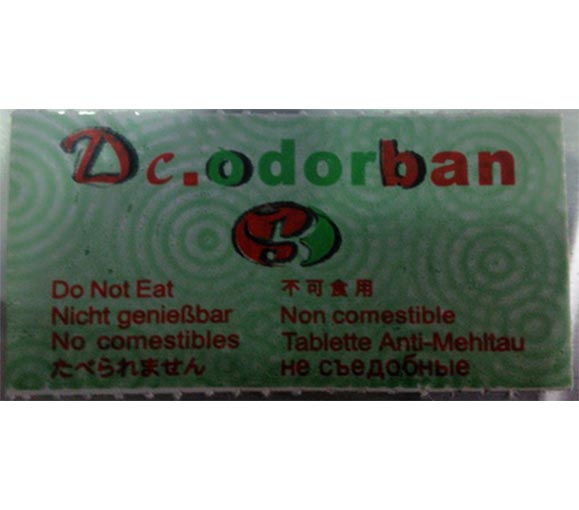 Dc.odorban
Do Not Eat
Nicht genießbar
No comestibles
たべられません
不可食用
Non comestible
Tablette Anti-Mehltau
не съедобные